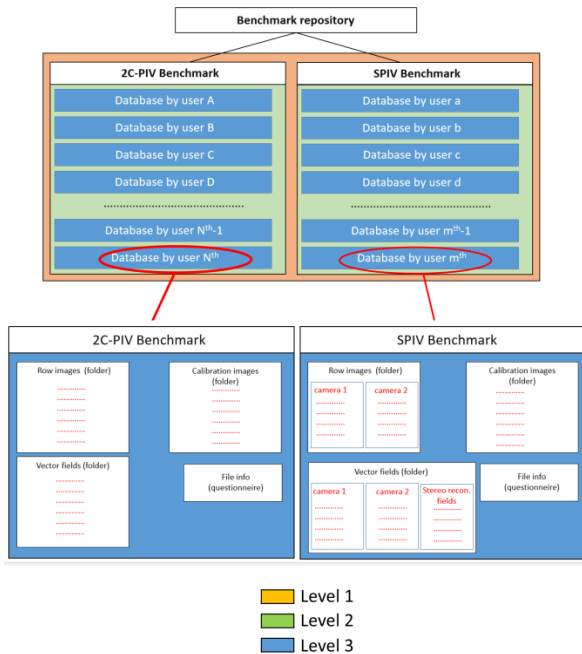 Benchmark repository
2C-PIV Benchmark
Database by user A
Database by user B
Database by user C
Database by user D
Database by user Nth-1
Database by user Nth
SPIV Benchmark
Database by user a
Database by user b
Database by user c
Database by user d
Database by user mth-1
Database by user mth
2C-PIV Benchmark
Row images (folder)
Calibration images
(folder)
Vector fields (folder)
File info
(questionneire)
SPIV Benchmark
Row images (folder)
camera 1
camera 2
Calibration images
(folder)
Vector fields (folder)
camera 1
camera 2
Stereo recon.
fields
File info
(questionneire)
Level 1
Level 2
Level 3